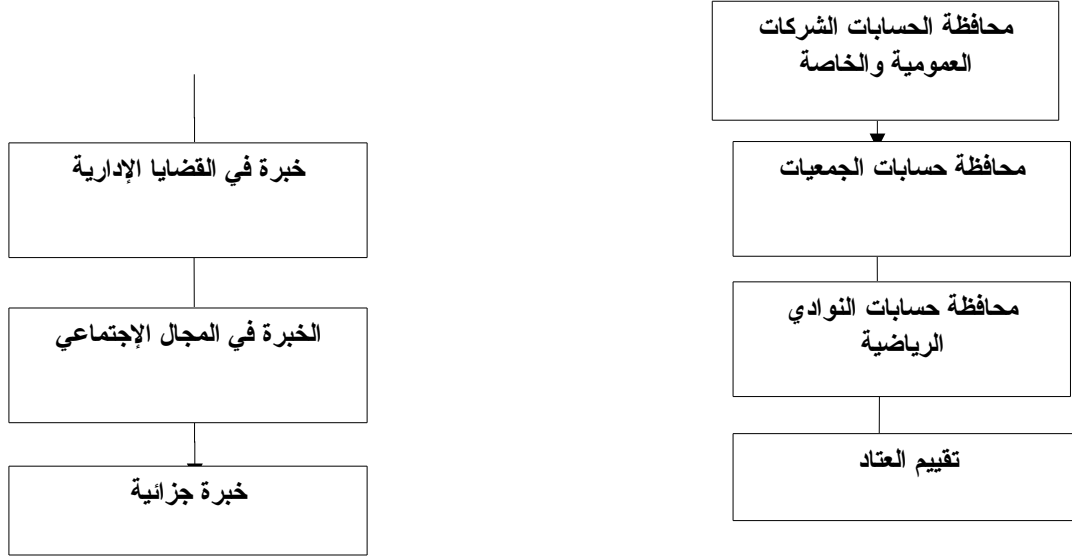 محافظة الحسابات الشركات
العمومية والخاصة
محافظة حسابات الجمعيات
محافظة حسابات النوادي
الرياضية
تقييم العتاد
خبرة في القضايا الإدارية
الخبرة في المجال الإجتماعي
خبرة جزائية